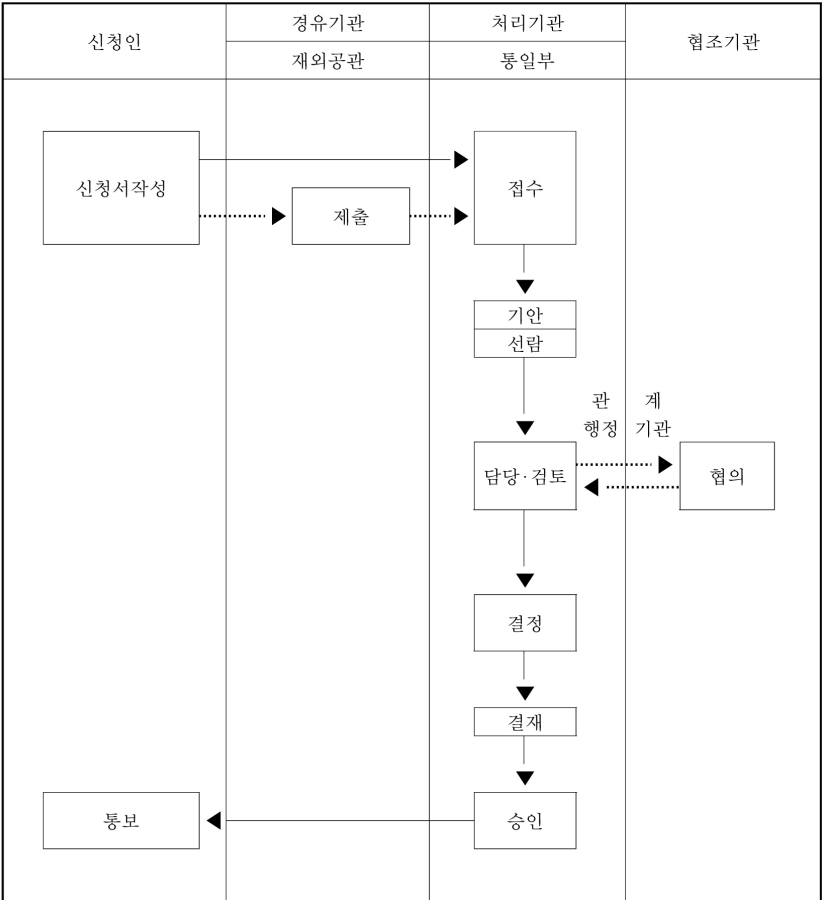 신청인
경유기관
처리기관
협조기관
재외공관
통일부
신청서작성
접수
제출
기안
선람
관 계
행정 기관
담당·검토
협의
결정
결재
통보
승인